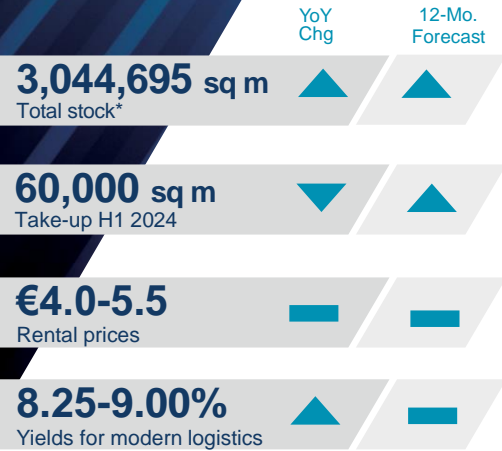 YoY
Chg
12-Mo.
Forecast
3,044,695 sq m
Total stock*
60,000 sq m
Take-up H1 2024
€4.0-5.5
Rental prices
8.25-9.00%
Yields for modern logistics